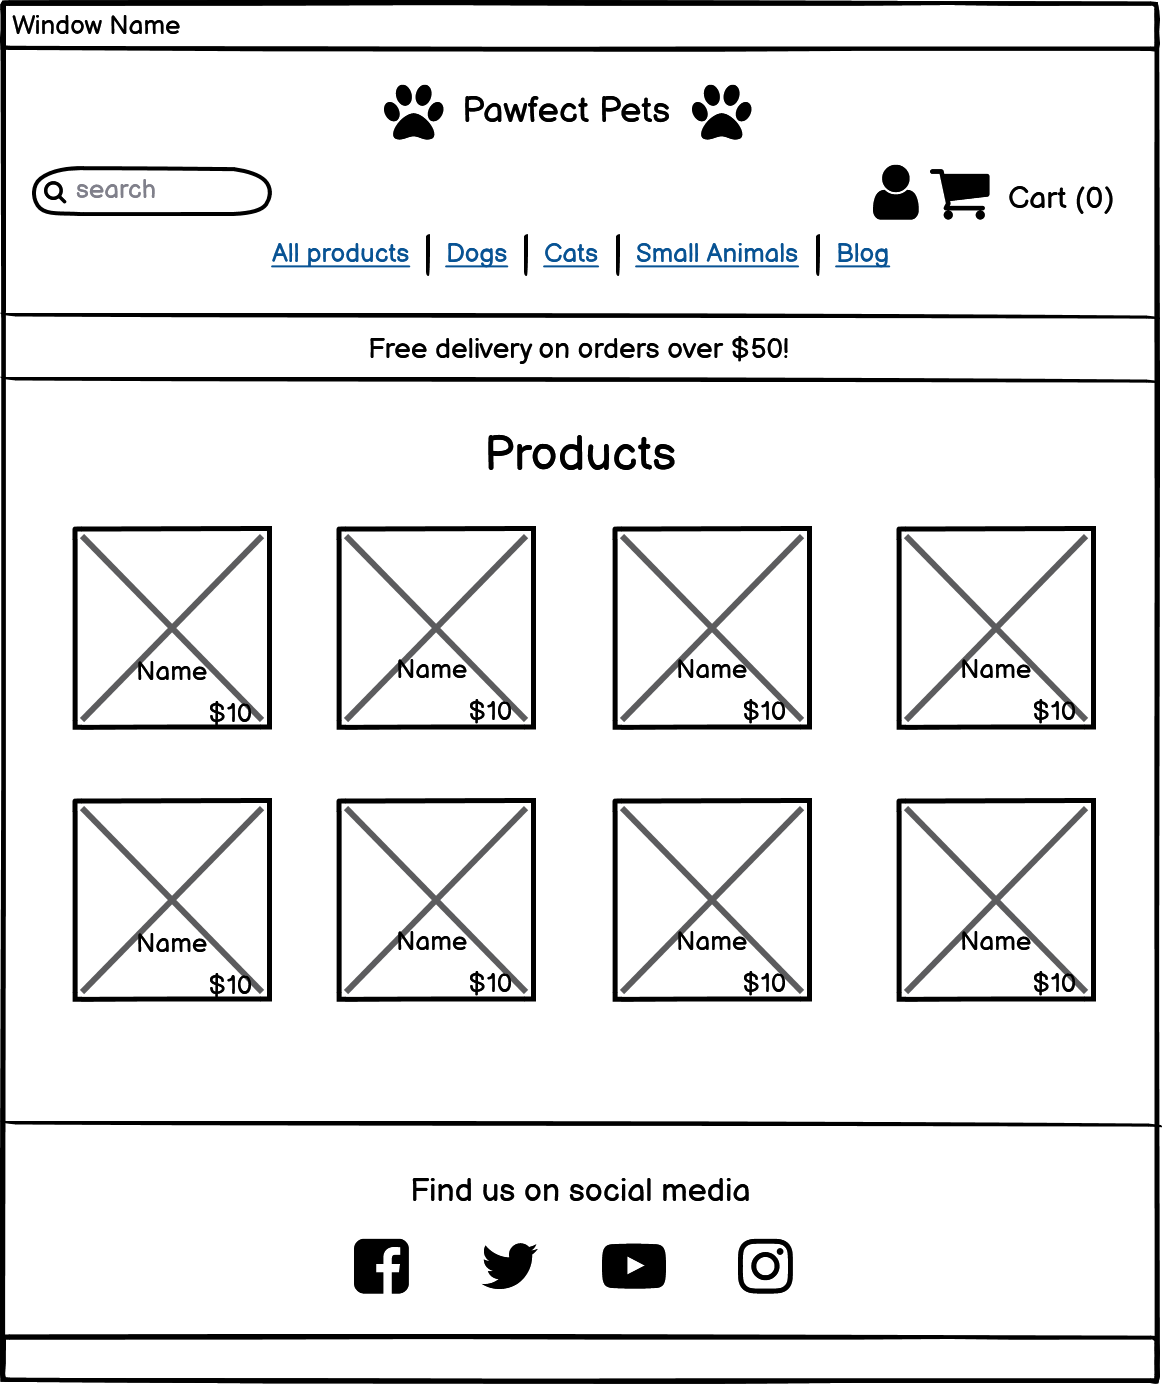 Window Name
Pawfect Pets
search
Cart (0)
All products
Dogs
Cats
Small Animals
Blog
Free delivery on orders over $50!
Products
Name
$10
Name
$10
Name
$10
Name
$10
Name
$10
Name
$10
Name
$10
Name
$10
Find us on social media